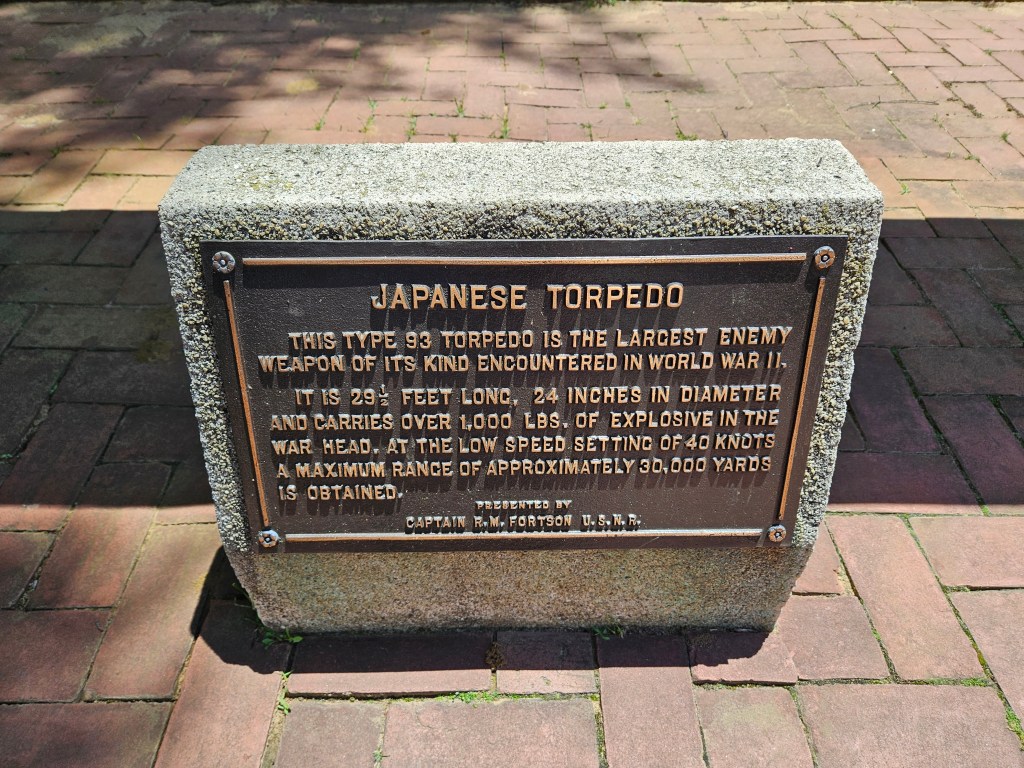 JAPANESE TORPEDO
THIS TYPE 93 TORPEDO IS THE LARGEST ENEMY
WEAPON OF ITS KIND ENCOUNTERED IN WORLD WAR II.
IT IS 29½ FEET LONG, 24 INCHES IN DIAMETER
AND CARRIES OVER 1,000 LBS. OF EXPLOSIVE IN THE
WAR HEAD. AT THE LOW SPEED SETTING OF 40 KNOTS
A MAXIMUM RANGE OF APPROXIMATELY 30,000 YARDS
IS OBTAINED.
PRESENTED BY
CAPTAIN R.M. FORTSON U.S.N.R.